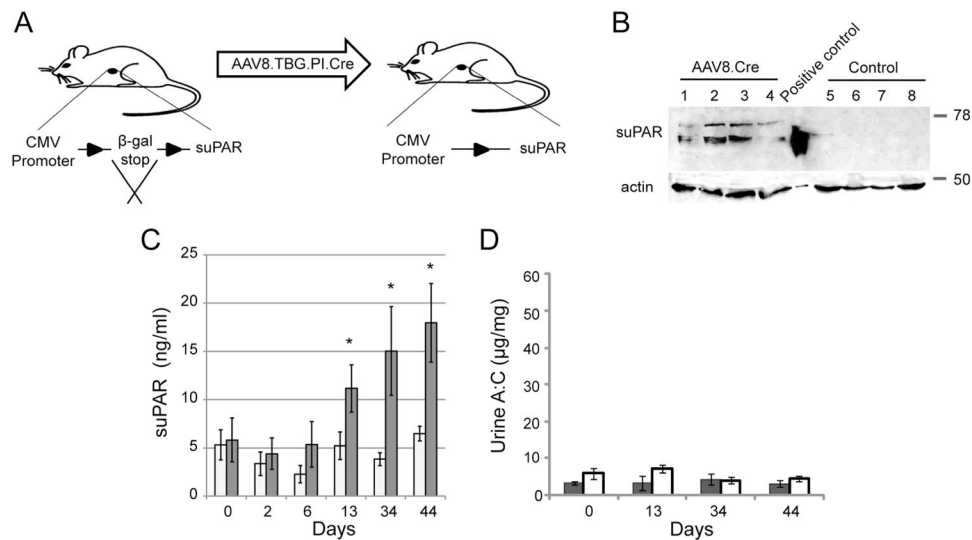 A
AAV8.TBG.PI.Cre
CMV
Promoter
β-gal
stop
suPAR
CMV
Promoter
suPAR
B
AAV8.Cre
Positive control
Control
1 2 3 4 5 6 7 8
suPAR
actin
78
50
C
suPAR (ng/ml)
25
20
15
10
5
0
* * *
0 2 6 13 34 44
Days
D
Urine A:C (µg/mg)
60
50
40
30
20
10
0
0 13 34 44
Days